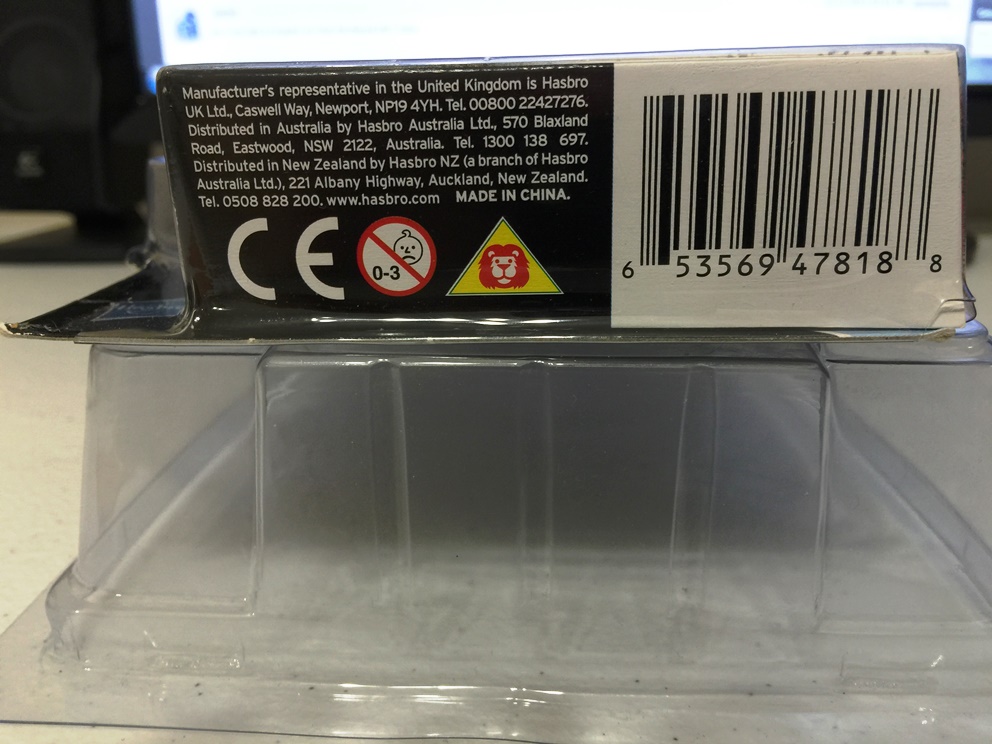 Manufacturer's representative in the United Kingdom is Hasbro
UK Ltd., Caswell Way, Newport, NP19 4YH. Tel. 00800 22427276.
Distributed in Australia by Hasbro Australia Ltd., 570 Blaxland
Road, Eastwood, NSW 2122, Australia. Tel. 1300 138 697.
Distributed in New Zealand by Hasbro NZ (a branch of Hasbro
Australia Ltd.), 221 Albany Highway, Auckland, New Zealand.
Tel. 0508 828 200. www.hasbro.com MADE IN CHINA.
CE
0-3
6 53569 47818 8